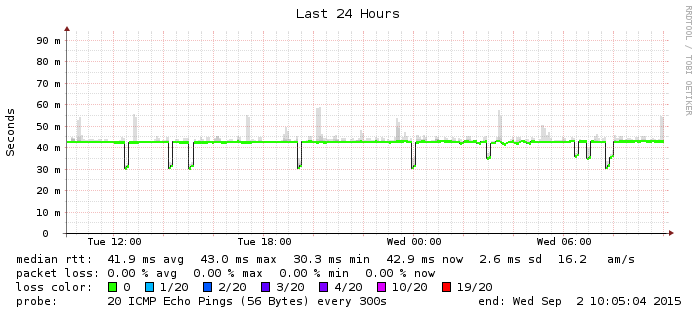 Last 24 Hours
RRDTOOL / TOBI OETIKER
Seconds
90 m
80 m
70 m
60 m
50 m
40 m
30 m
20 m
10 m
0
Tue 12:00 Tue 18:00 Wed 00:00 Wed 06:00
median rtt: 41.9 ms avg 43.0 ms max 30.3 ms min 42.9 ms now 2.6 ms sd 16.2 am/s
packet loss: 0.00 % avg 0.00 % max 0.00 % min 0.00 % now
loss color: 0 1/20 2/20 3/20 4/20 10/20 19/20
probe: 20 ICMP Echo Pings (56 Bytes) every 300s end: Wed Sep 2 10:05:04 2015